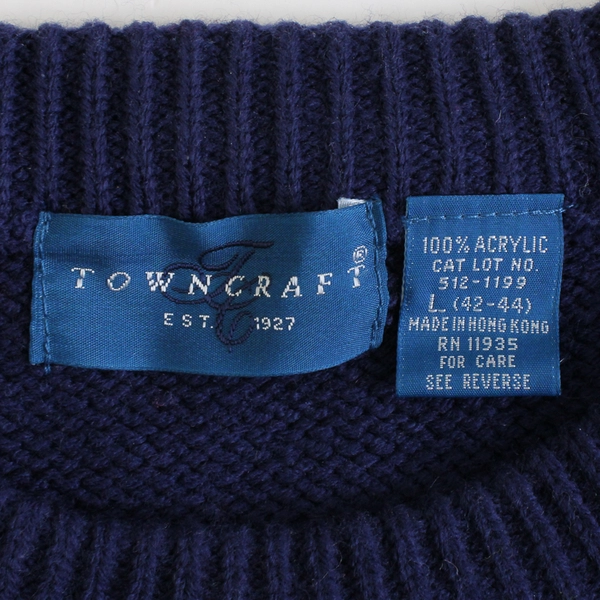 TOWNCRAFT®
EST. 1927
100% ACRYLIC
CAT LOT NO.
512-1199
L (42-44)
MADE IN HONG KONG
RN 11935
FOR CARE
SEE REVERSE